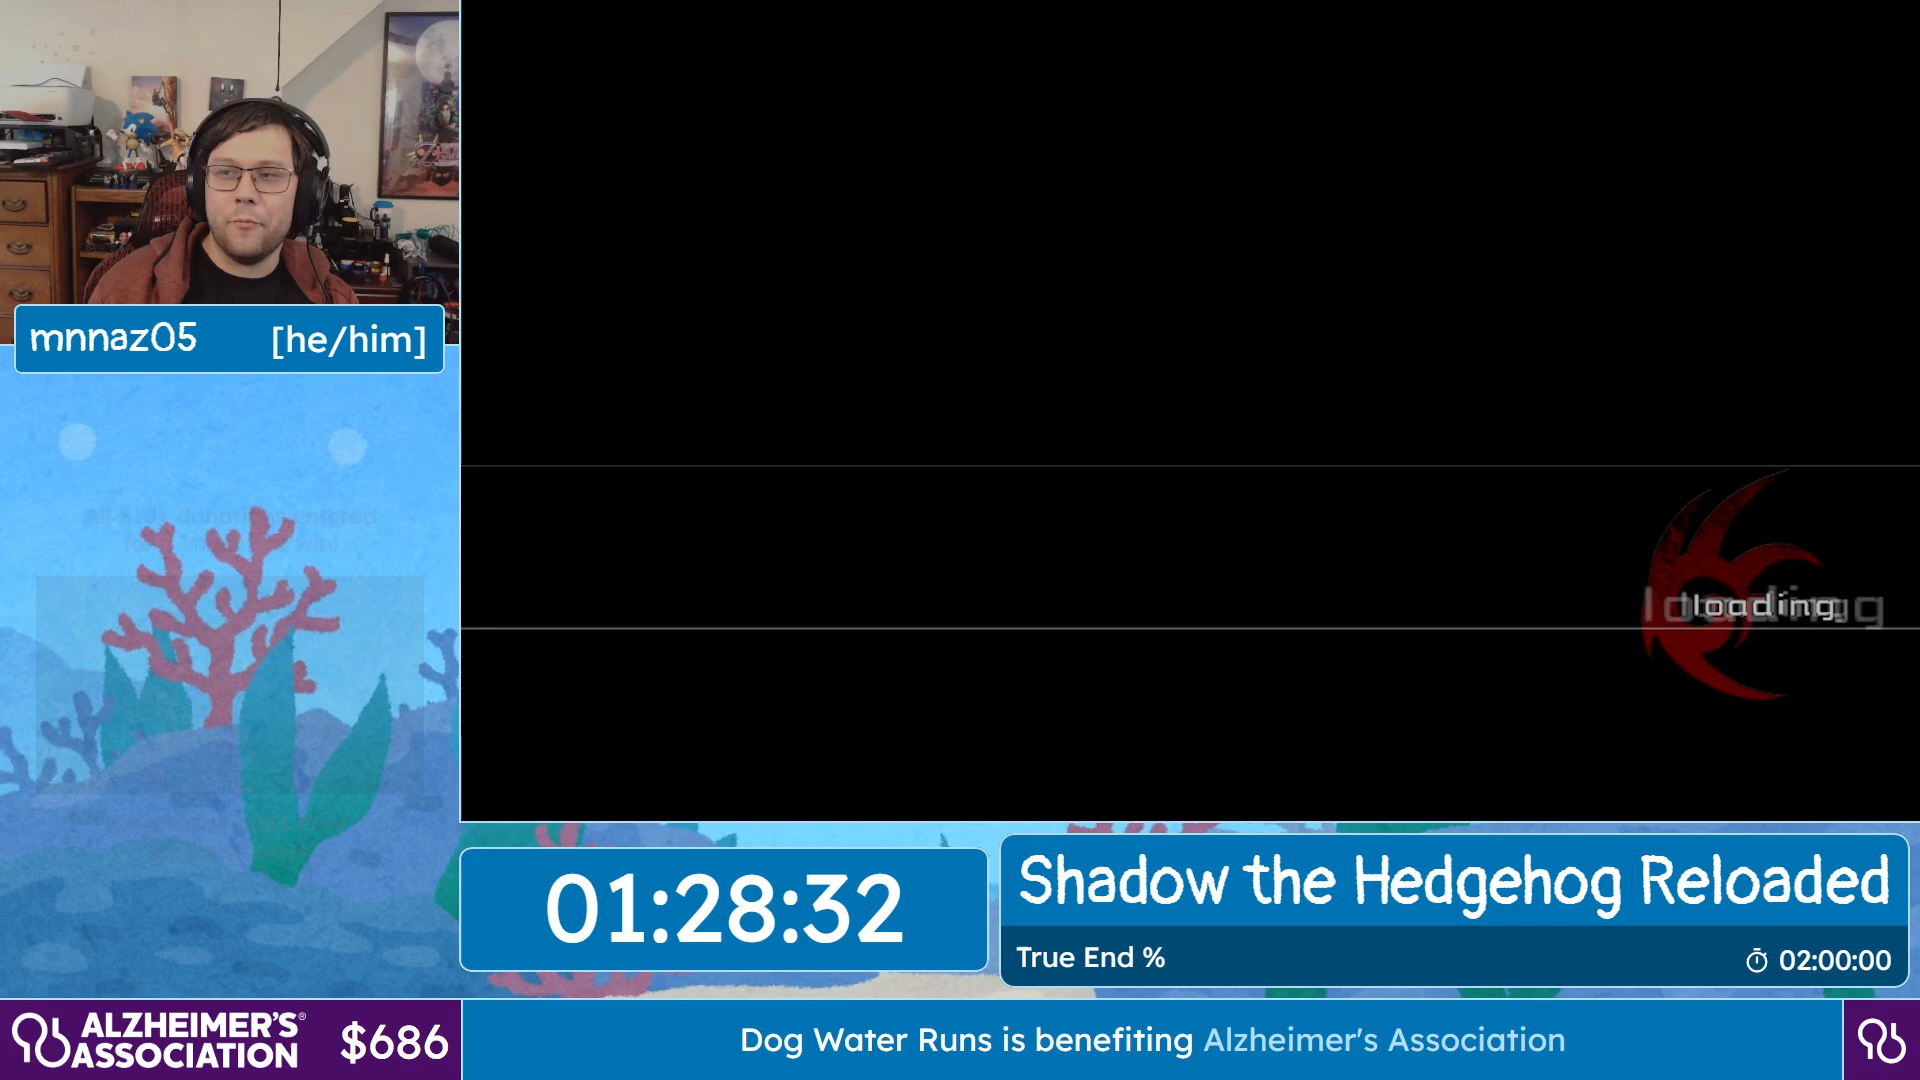 mnnaz05 [he/him]
loading
01:28:32
Shadow the Hedgehog Reloaded
True End % 02:00:00
ALZHEIMER'S®
ASSOCIATION
$686
Dog Water Runs is benefiting Alzheimer's Association